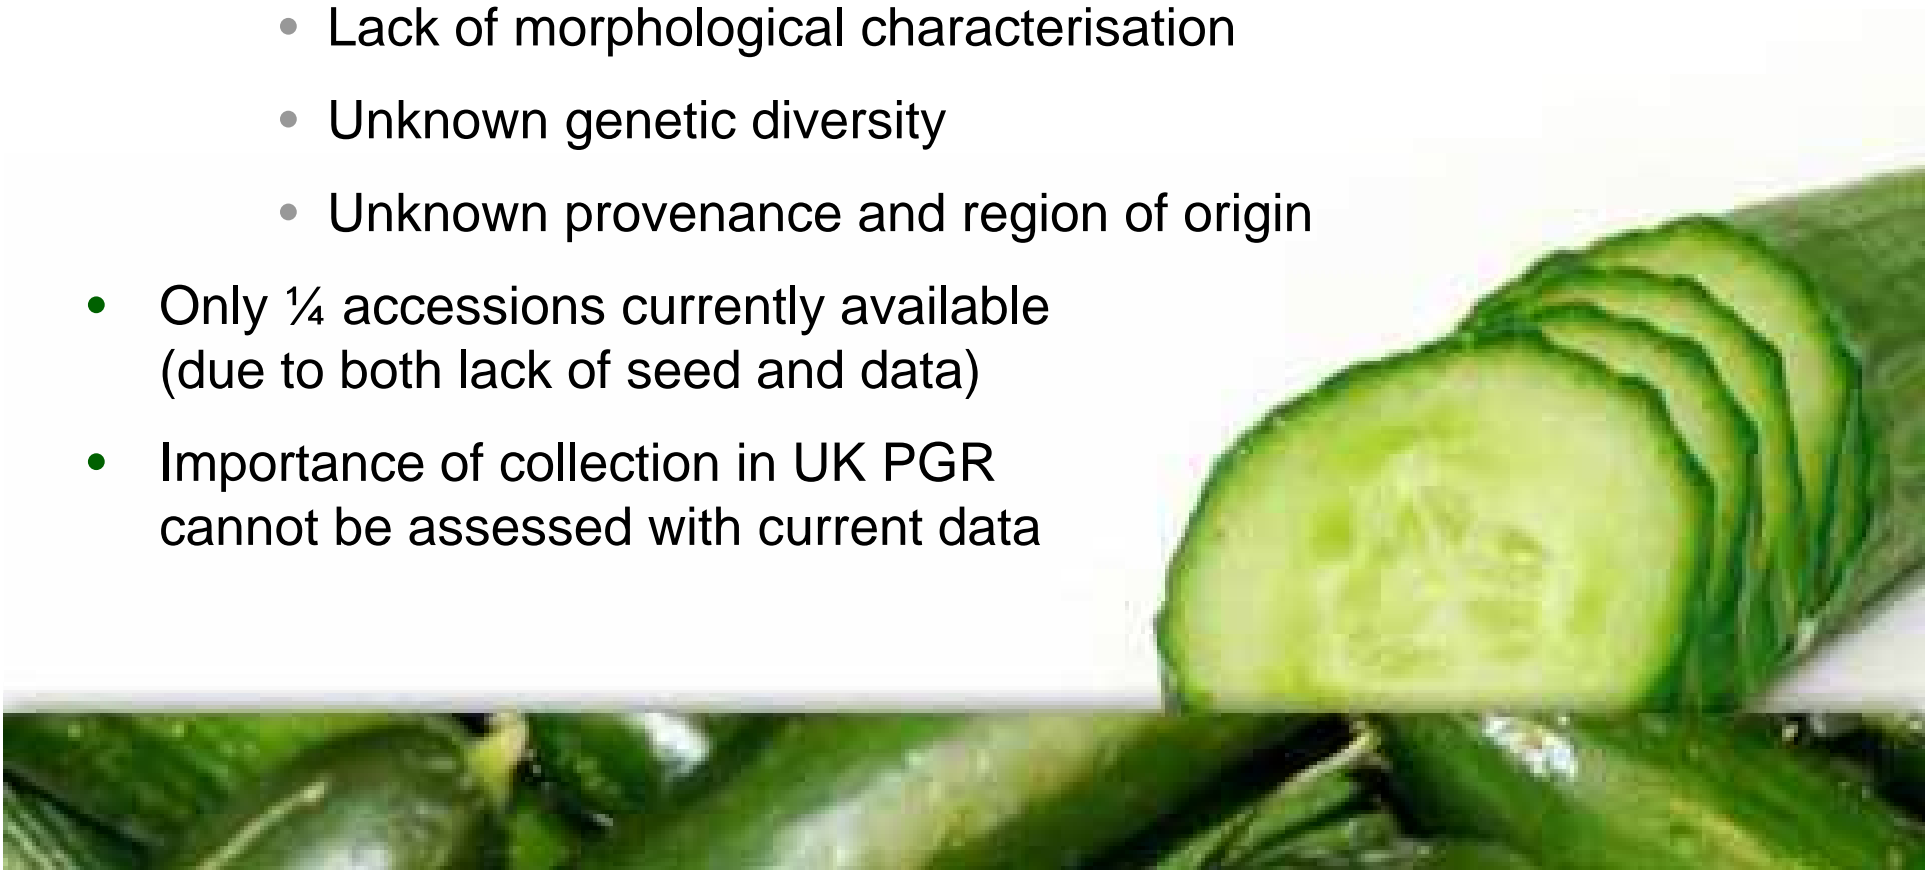 • Lack of morphological characterisation
• Unknown genetic diversity
• Unknown provenance and region of origin
• Only ¼ accessions currently available
(due to both lack of seed and data)
• Importance of collection in UK PGR
cannot be assessed with current data